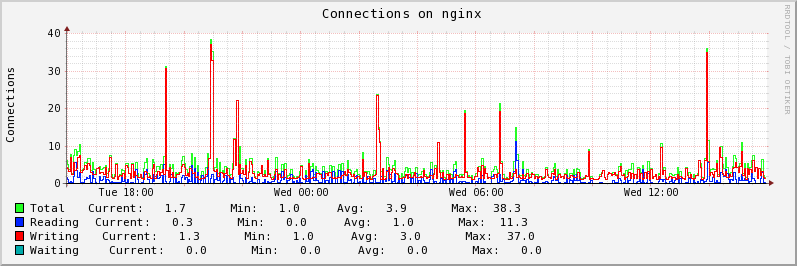 Connections on nginx
RRDTOOL / TOBI OETIKER
Connections
40
30
20
10
0
Tue 18:00 Wed 00:00 Wed 06:00 Wed 12:00
Total Current: 1.7 Min: 1.0 Avg: 3.9 Max: 38.3
Reading Current: 0.3 Min: 0.0 Avg: 1.0 Max: 11.3
Writing Current: 1.3 Min: 1.0 Avg: 3.0 Max: 37.0
Waiting Current: 0.0 Min: 0.0 Avg: 0.0 Max: 0.0